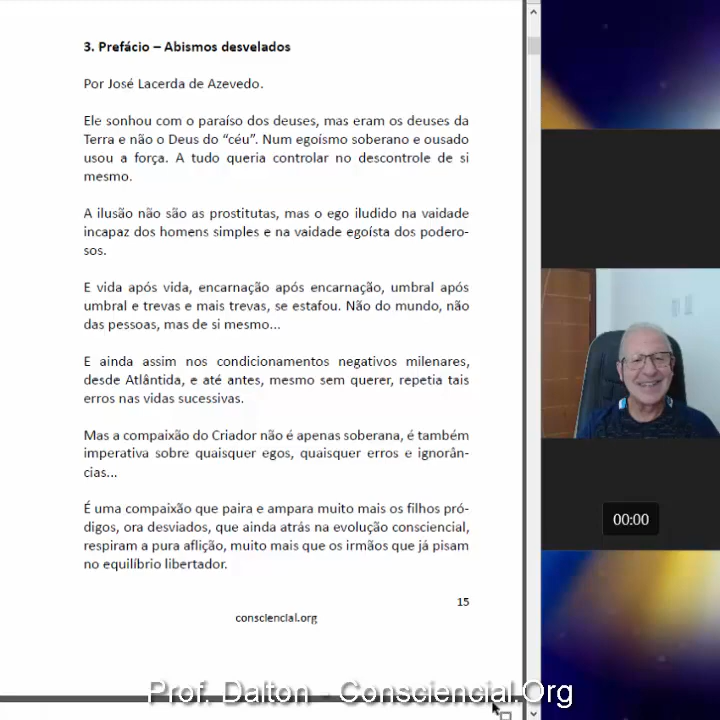 3. Prefácio – Abismos desvelados
Por José Lacerda de Azevedo.
Ele sonhou com o paraíso dos deuses, mas eram os deuses da
Terra e não o Deus do “céu”. Num egoísmo soberano e ousado
usou a força. A tudo queria controlar no descontrole de si
mesmo.
A ilusão não são as prostitutas, mas o ego iludido na vaidade
incapaz dos homens simples e na vaidade egoísta dos podero-
sos.
E vida após vida, encarnação após encarnação, umbral após
umbral e trevas e mais trevas, se estafou. Não do mundo, não
das pessoas, mas de si mesmo...
E ainda assim nos condicionamentos negativos milenares,
desde Atlântida, e até antes, mesmo sem querer, repetia tais
erros nas vidas sucessivas.
Mas a compaixão do Criador não é apenas soberana, é também
imperativa sobre quaisquer egos, quaisquer erros e ignorân-
cias...
É uma compaixão que paira e ampara muito mais os filhos pró-
digos, ora desviados, que ainda atrás na evolução consciencial,
respiram a pura aflição, muito mais que os irmãos que já pisam
no equilíbrio libertador.
15
consciencial.org
00:00
Prof. Dalton - Consciencial.Org